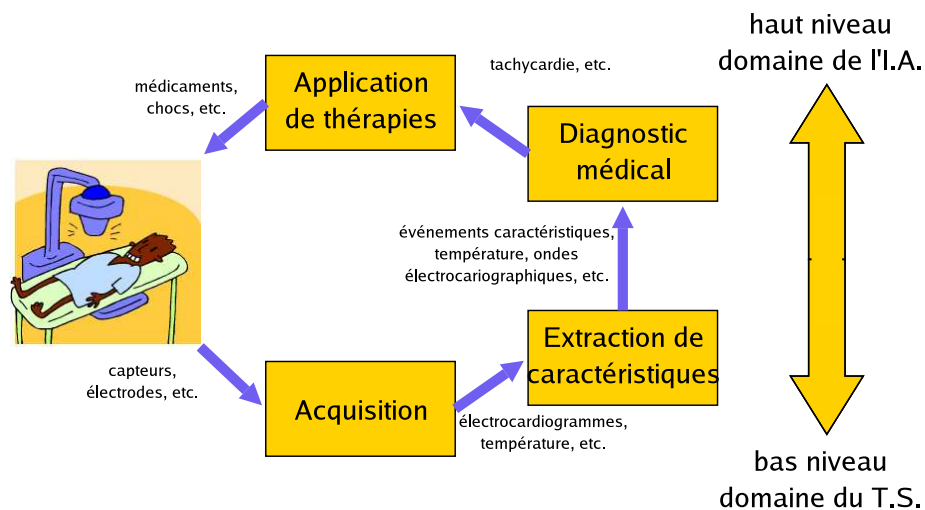 haut niveau
domaine de l'I.A.
tachycardie, etc.
Application
de thérapies
médicaments,
chocs, etc.
Diagnostic
médical
événements caractéristiques,
température, ondes
électrocariographiques, etc.
Extraction de
caractéristiques
capteurs,
électrodes, etc.
Acquisition
électrocardiogrammes,
température, etc.
bas niveau
domaine du T.S.